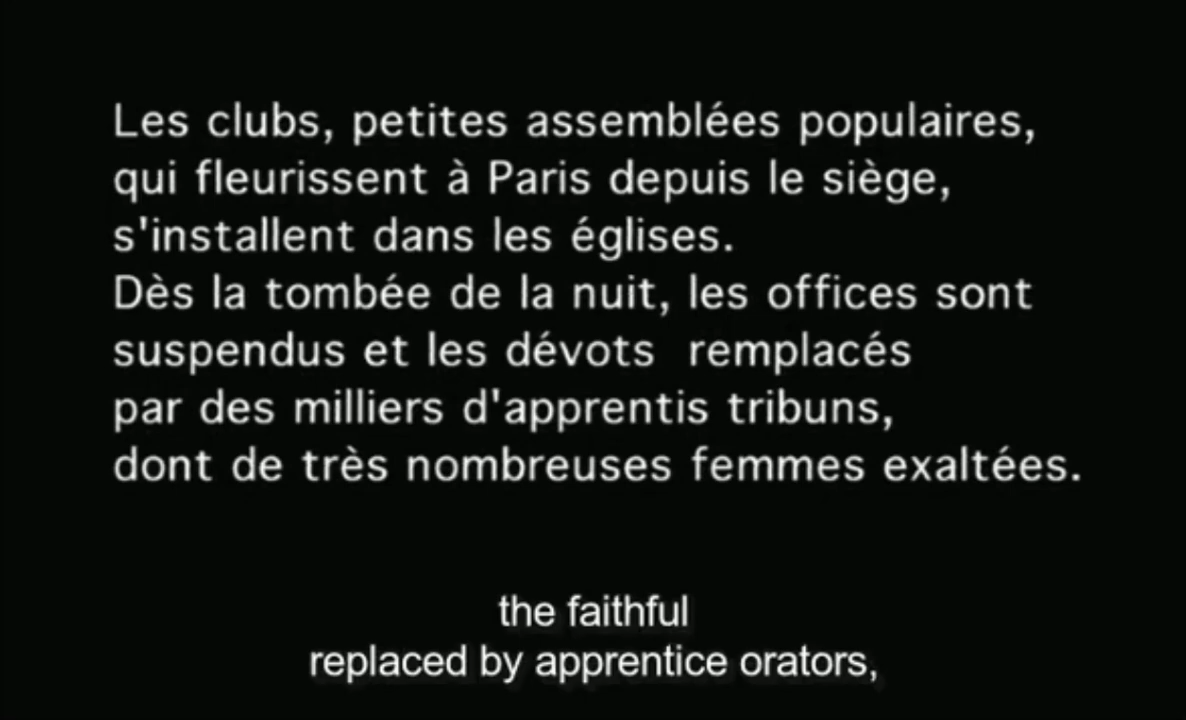 Les clubs, petites assemblées populaires,
qui fleurissent à Paris depuis le siège,
s'installent dans les églises.
Dès la tombée de la nuit, les offices sont
suspendus et les dévots  remplacés
par des milliers d'apprentis tribuns,
dont de très nombreuses femmes exaltées.
the faithful
replaced by apprentice orators,